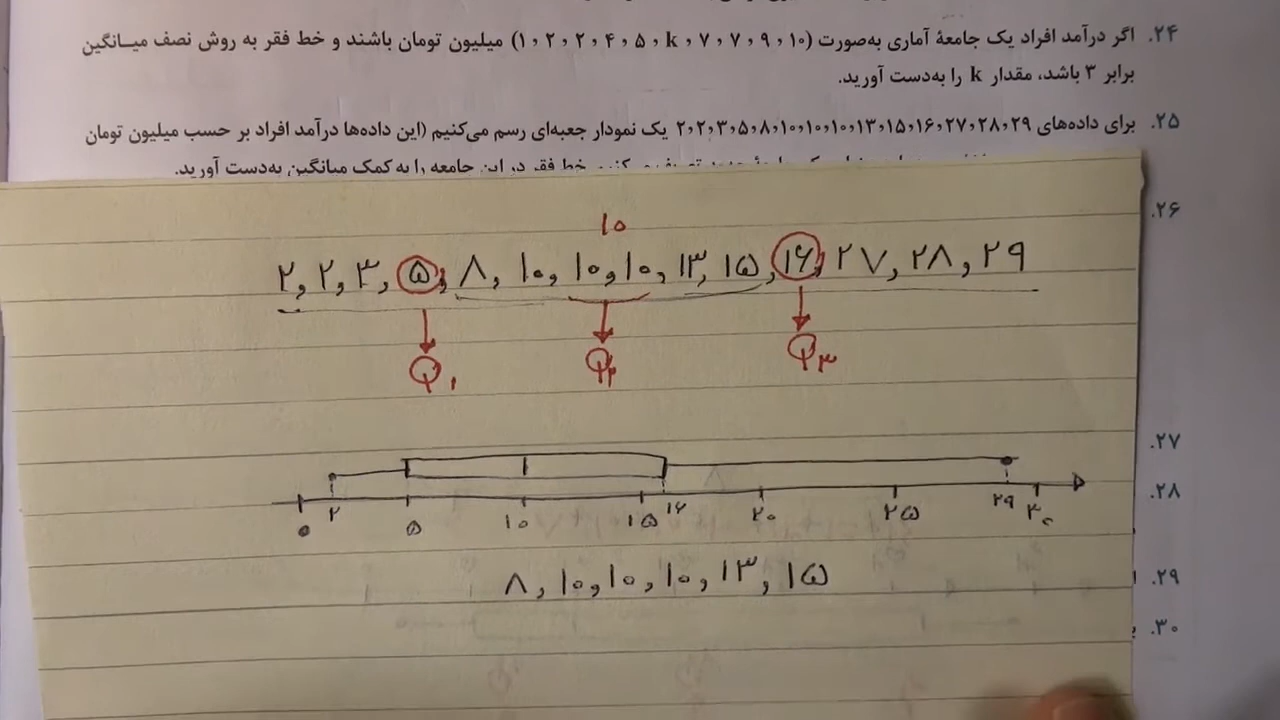 ۲۴. اگر درآمد افراد یک جامعهٔ آماری به‌صورت (۱۰ , ۹ , ۷ , ۷ , k , ۵ , ۴ , ۲ , ۲ , ۱) میلیون تومان باشند و خط فقر به روش نصف میـانگین
برابر ۳ باشد، مقدار k را به‌دست آورید.
۲۵. برای داده‌های ۲,۲,۳,۵,۸,۱۰,۱۰,۱۰,۱۳,۱۵,۱۶,۲۷,۲۸,۲۹ یک نمودار جعبه‌ای رسم می‌کنیم (این داده‌ها درآمد افراد بر حسب میلیون تومان
خط فقر در این جامعه را به کمک میانگین به‌دست آورید.
۲۶.
۱۰
۲, ۲, ۳, ۵, ۸, ۱۰, ۱۰, ۱۰, ۱۳, ۱۵, ۱۶, ۲۷, ۲۸, ۲۹
Q۱ Q۲ Q۳
۲۷.
۲۸.
۰ ۲ ۵ ۱۰ ۱۵ ۱۶ ۲۰ ۲۵ ۲۹ ۳۰
۸, ۱۰, ۱۰, ۱۰, ۱۳, ۱۵
۲۹.
۳۰.